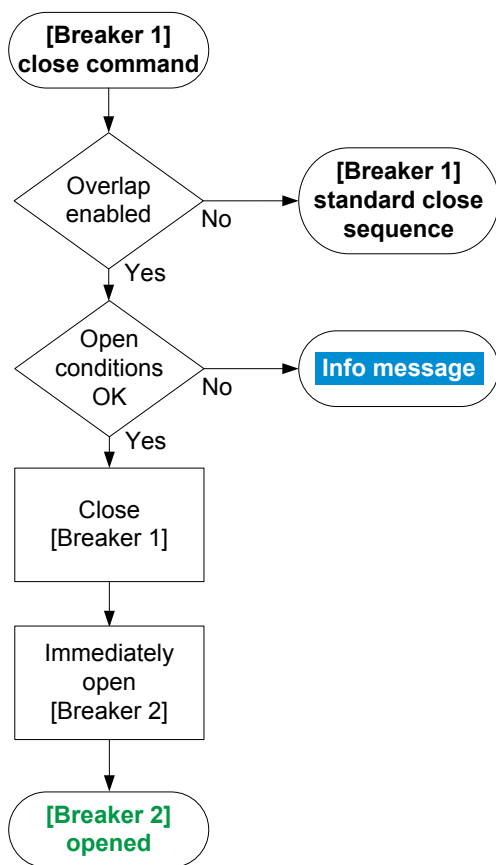 [Breaker 1]
close command
Overlap
enabled
No
[Breaker 1]
standard close
sequence
Yes
Open
conditions
OK
No
Info message
Yes
Close
[Breaker 1]
Immediately
open
[Breaker 2]
[Breaker 2]
opened